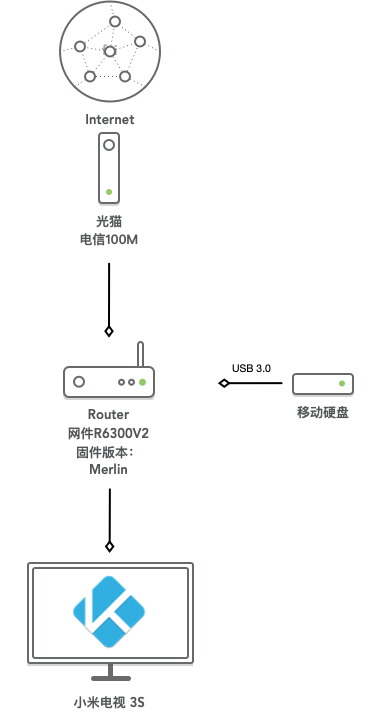 Internet
光猫
电信100M
USB 3.0
移动硬盘
Router
网件R6300V2
固件版本：
Merlin
小米电视 3S